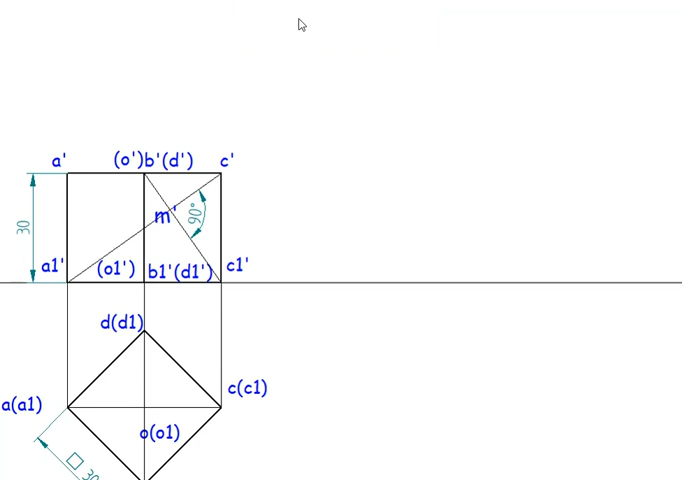 a' (o')b'(d') c'
30 m' 90°
a1' (o1') b1'(d1') c1'
d(d1)
c(c1)
a(a1)
o(o1)
□ 30